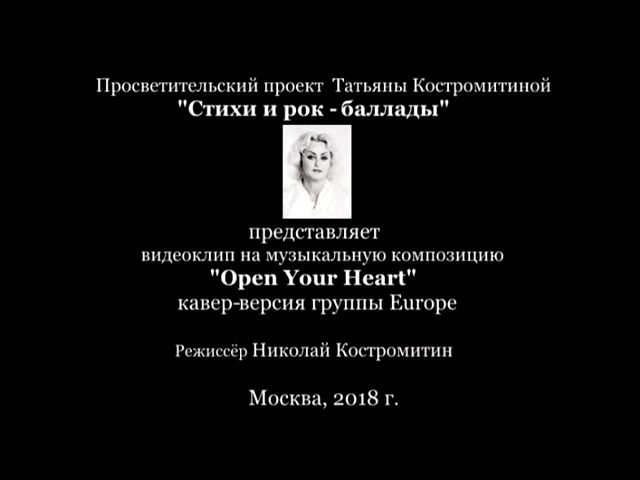 Просветительский проект Татьяны Костромитиной
"Стихи и рок - баллады"
представляет
видеоклип на музыкальную композицию
"Open Your Heart"
кавер-версия группы Europe
Режиссёр Николай Костромитин
Москва, 2018 г.